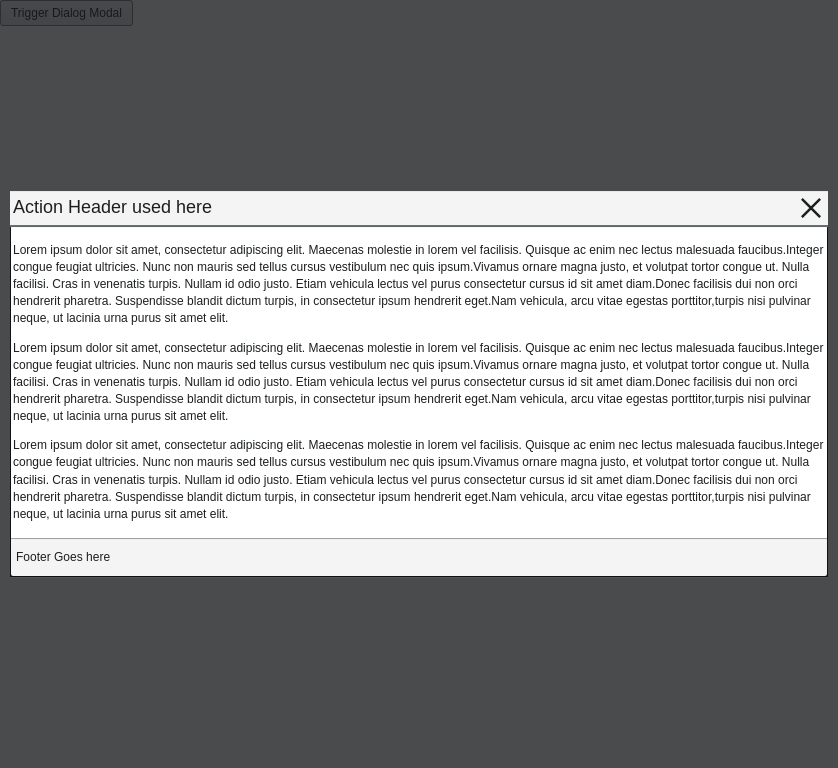 Trigger Dialog Modal
Action Header used here
Lorem ipsum dolor sit amet, consectetur adipiscing elit. Maecenas molestie in lorem vel facilisis. Quisque ac enim nec lectus malesuada faucibus.Integer
congue feugiat ultricies. Nunc non mauris sed tellus cursus vestibulum nec quis ipsum.Vivamus ornare magna justo, et volutpat tortor congue ut. Nulla
facilisi. Cras in venenatis turpis. Nullam id odio justo. Etiam vehicula lectus vel purus consectetur cursus id sit amet diam.Donec facilisis dui non orci
hendrerit pharetra. Suspendisse blandit dictum turpis, in consectetur ipsum hendrerit eget.Nam vehicula, arcu vitae egestas porttitor,turpis nisi pulvinar
neque, ut lacinia urna purus sit amet elit.
Lorem ipsum dolor sit amet, consectetur adipiscing elit. Maecenas molestie in lorem vel facilisis. Quisque ac enim nec lectus malesuada faucibus.Integer
congue feugiat ultricies. Nunc non mauris sed tellus cursus vestibulum nec quis ipsum.Vivamus ornare magna justo, et volutpat tortor congue ut. Nulla
facilisi. Cras in venenatis turpis. Nullam id odio justo. Etiam vehicula lectus vel purus consectetur cursus id sit amet diam.Donec facilisis dui non orci
hendrerit pharetra. Suspendisse blandit dictum turpis, in consectetur ipsum hendrerit eget.Nam vehicula, arcu vitae egestas porttitor,turpis nisi pulvinar
neque, ut lacinia urna purus sit amet elit.
Lorem ipsum dolor sit amet, consectetur adipiscing elit. Maecenas molestie in lorem vel facilisis. Quisque ac enim nec lectus malesuada faucibus.Integer
congue feugiat ultricies. Nunc non mauris sed tellus cursus vestibulum nec quis ipsum.Vivamus ornare magna justo, et volutpat tortor congue ut. Nulla
facilisi. Cras in venenatis turpis. Nullam id odio justo. Etiam vehicula lectus vel purus consectetur cursus id sit amet diam.Donec facilisis dui non orci
hendrerit pharetra. Suspendisse blandit dictum turpis, in consectetur ipsum hendrerit eget.Nam vehicula, arcu vitae egestas porttitor,turpis nisi pulvinar
neque, ut lacinia urna purus sit amet elit.
Footer Goes here